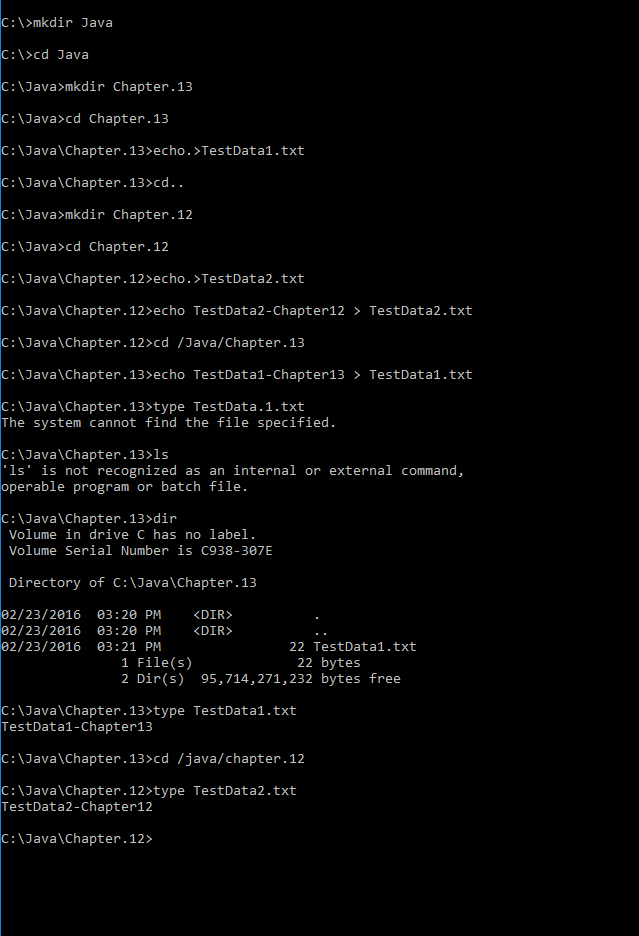 C:\>mkdir Java
C:\>cd Java
C:\Java>mkdir Chapter.13
C:\Java>cd Chapter.13
C:\Java\Chapter.13>echo.>TestData1.txt
C:\Java\Chapter.13>cd..
C:\Java>mkdir Chapter.12
C:\Java>cd Chapter.12
C:\Java\Chapter.12>echo.>TestData2.txt
C:\Java\Chapter.12>echo TestData2-Chapter12 > TestData2.txt
C:\Java\Chapter.12>cd /Java/Chapter.13
C:\Java\Chapter.13>echo TestData1-Chapter13 > TestData1.txt
C:\Java\Chapter.13>type TestData.1.txt
The system cannot find the file specified.
C:\Java\Chapter.13>ls
'ls' is not recognized as an internal or external command,
operable program or batch file.
C:\Java\Chapter.13>dir
 Volume in drive C has no label.
 Volume Serial Number is C938-307E
 Directory of C:\Java\Chapter.13
02/23/2016  03:20 PM    <DIR>          .
02/23/2016  03:20 PM    <DIR>          ..
02/23/2016  03:21 PM                22 TestData1.txt
               1 File(s)             22 bytes
               2 Dir(s)  95,714,271,232 bytes free
C:\Java\Chapter.13>type TestData1.txt
TestData1-Chapter13
C:\Java\Chapter.13>cd /java/chapter.12
C:\Java\Chapter.12>type TestData2.txt
TestData2-Chapter12
C:\Java\Chapter.12>